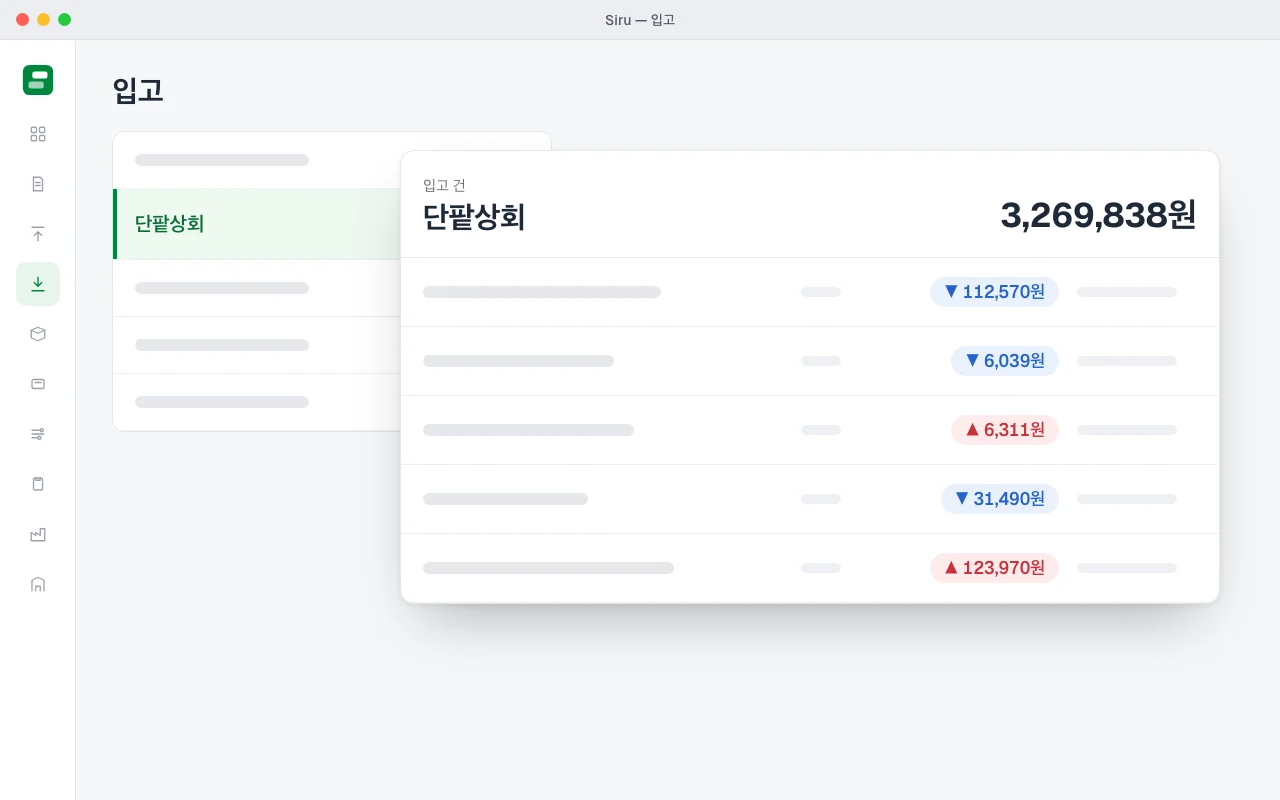 Siru — 입고
입고
단팥상회
입고 건
단팥상회
3,269,838원
▼ 112,570원
▼ 6,039원
▲ 6,311원
▼ 31,490원
▲ 123,970원